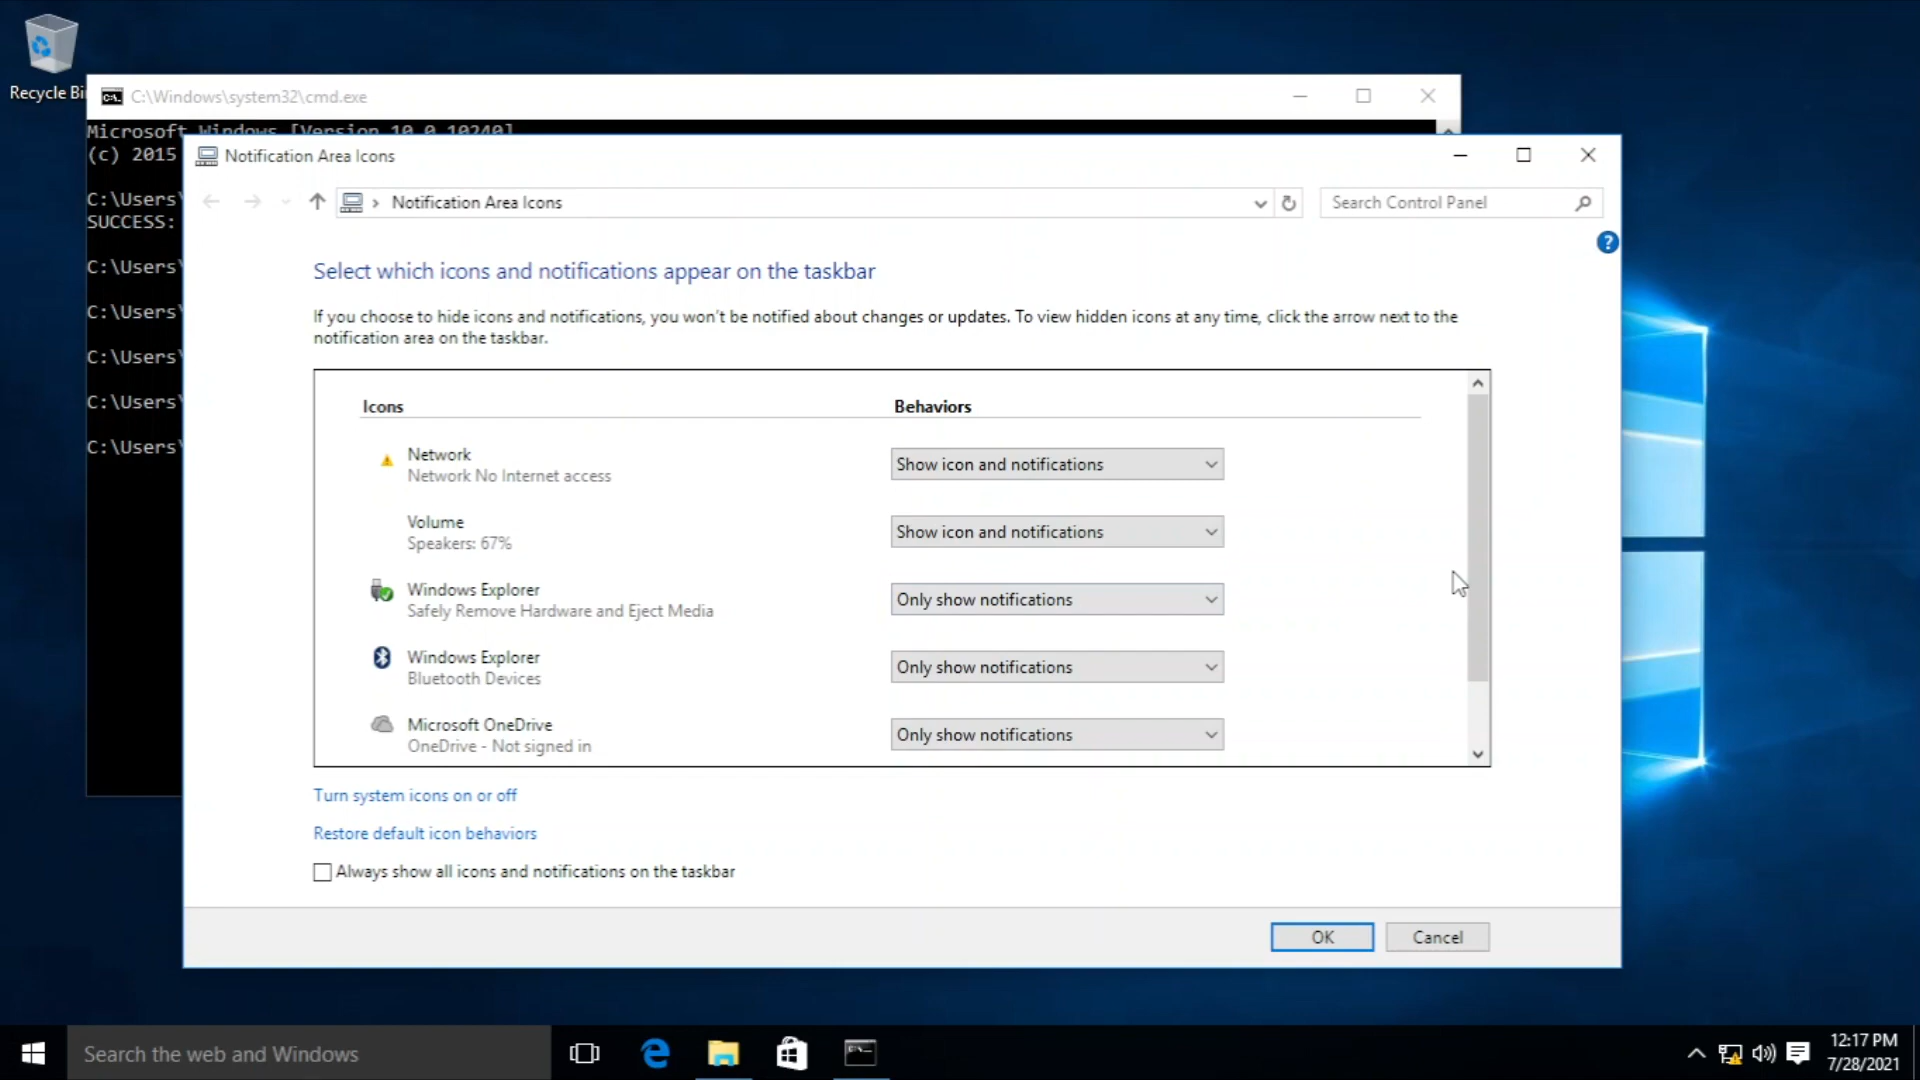 Recycle Bi
C:\Windows\system32\cmd.exe
Microsoft Windows [Version 10.0.10240]
(c) 2015
C:\Users\
SUCCESS:
C:\Users\
C:\Users\
C:\Users\
C:\Users\
C:\Users\
Notification Area Icons
Notification Area Icons
Search Control Panel
?
Select which icons and notifications appear on the taskbar
If you choose to hide icons and notifications, you won't be notified about changes or updates. To view hidden icons at any time, click the arrow next to the
notification area on the taskbar.
Icons Behaviors
Network
Network No Internet access
Show icon and notifications
Volume
Speakers: 67%
Show icon and notifications
Windows Explorer
Safely Remove Hardware and Eject Media
Only show notifications
Windows Explorer
Bluetooth Devices
Only show notifications
Microsoft OneDrive
OneDrive - Not signed in
Only show notifications
Turn system icons on or off
Restore default icon behaviors
Always show all icons and notifications on the taskbar
OK Cancel
Search the web and Windows
12:17 PM
7/28/2021